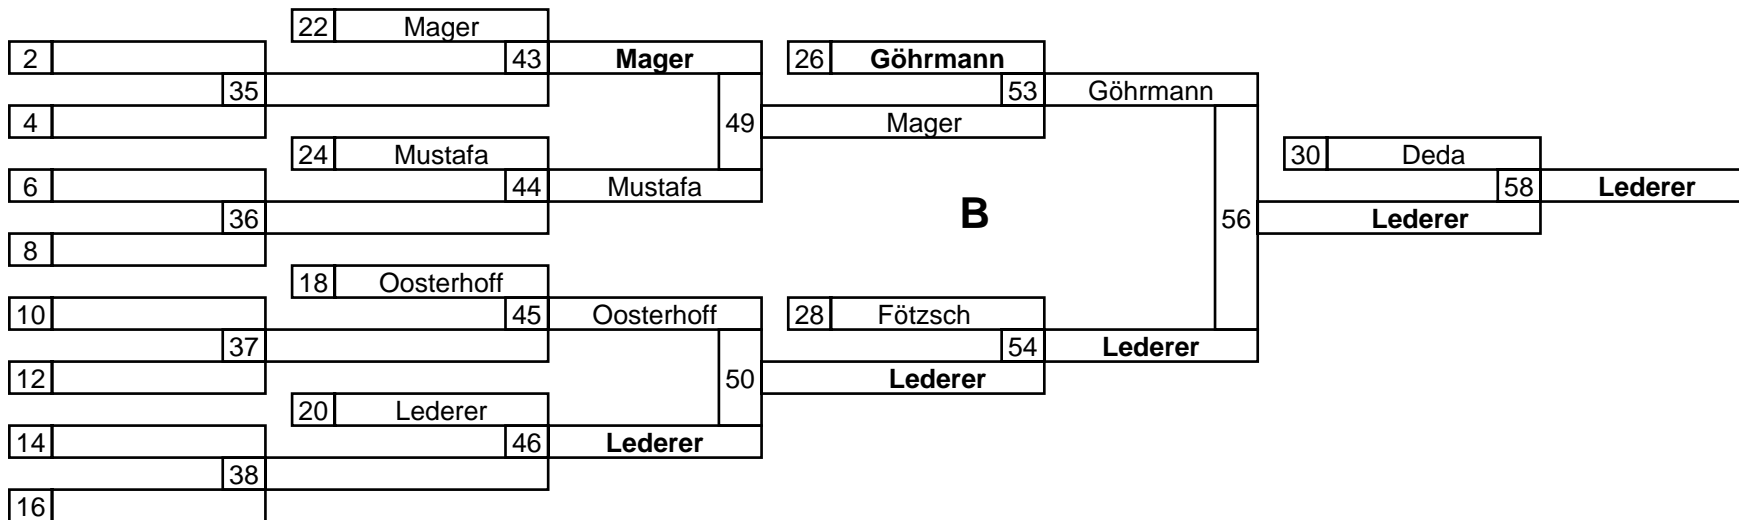 22 Mager
2 43 Mager 26 Göhrmann
35 53 Göhrmann
4 49 Mager
24 Mustafa 30 Deda
6 44 Mustafa 58 Lederer
36 B 56 Lederer
8
18 Oosterhoff
10 45 Oosterhoff 28 Fötzsch
37 54 Lederer
12 50 Lederer
20 Lederer
14 46 Lederer
38
16